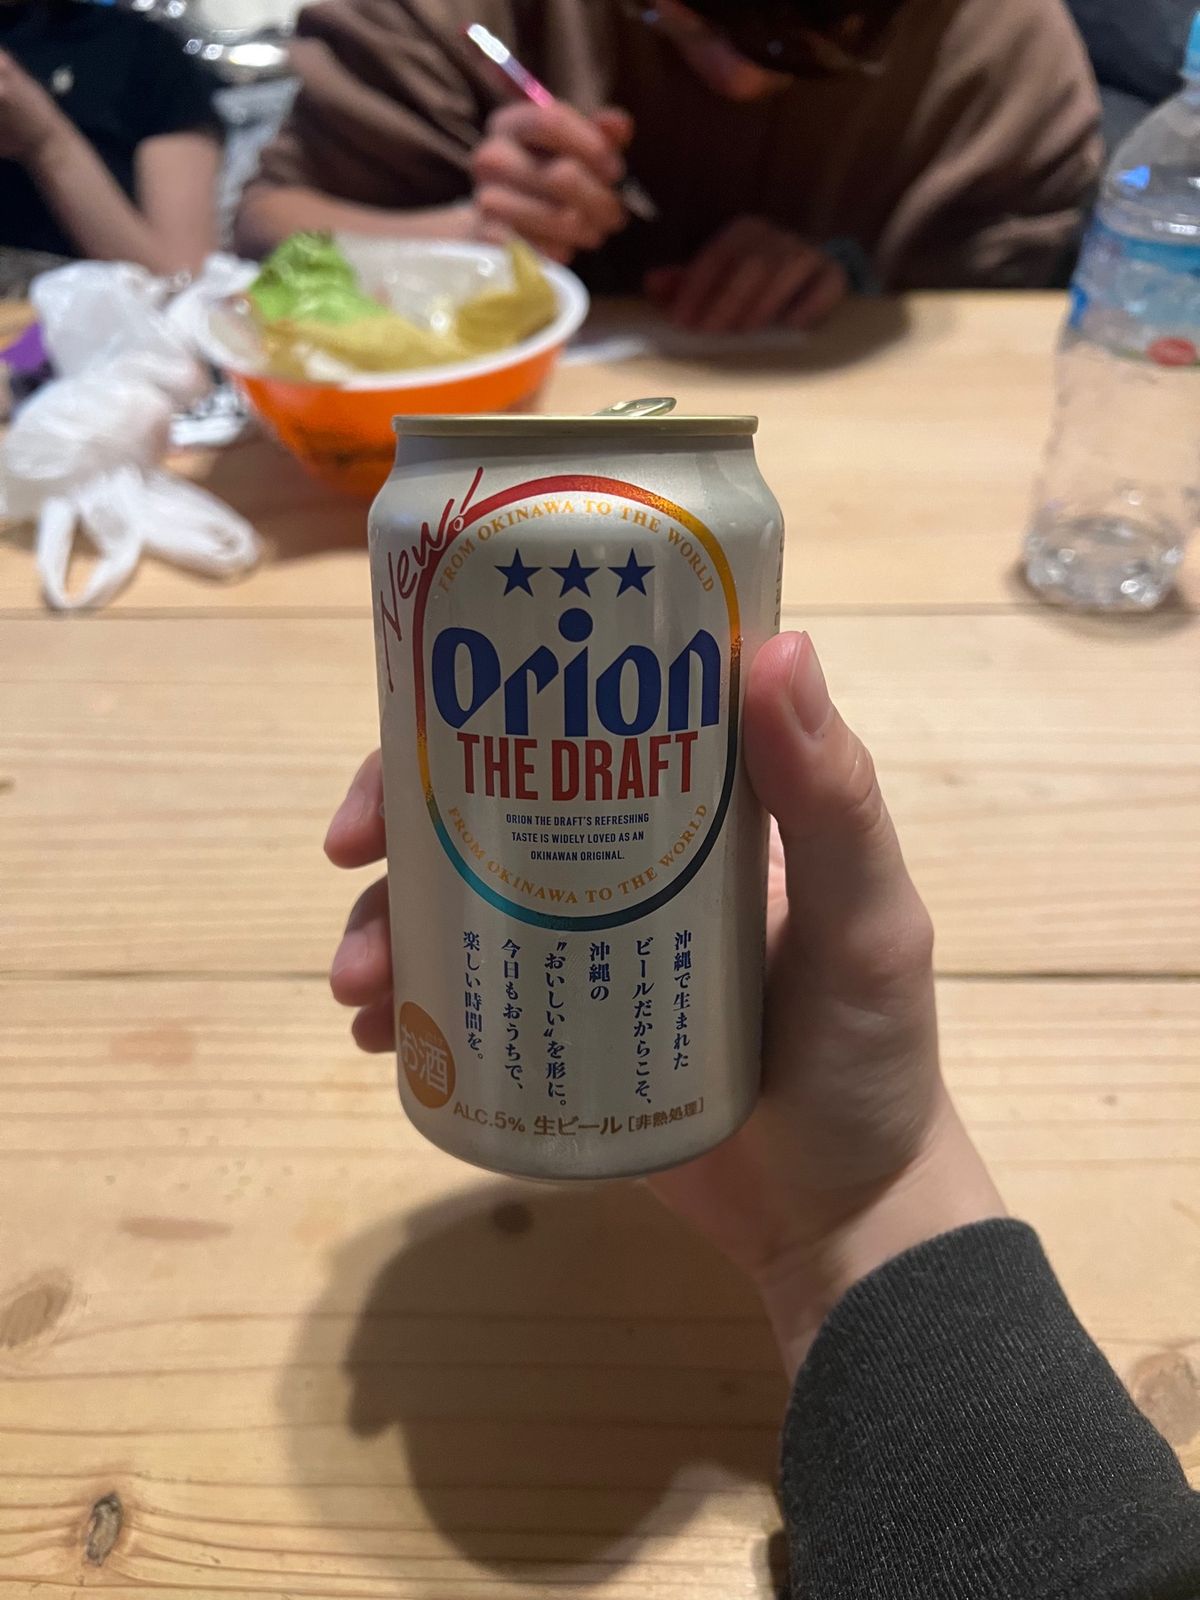 New!
FROM OKINAWA TO THE WORLD
Orion
THE DRAFT
ORION THE DRAFT'S REFRESHING
TASTE IS WIDELY LOVED AS AN
OKINAWAN ORIGINAL.
FROM OKINAWA TO THE WORLD
沖縄で生まれた
ビールだからこそ、
沖縄の
〝おいしい〟を形に。
今日もおうちで、
楽しい時間を。
お酒
ALC.5% 生ビール [非熱処理]